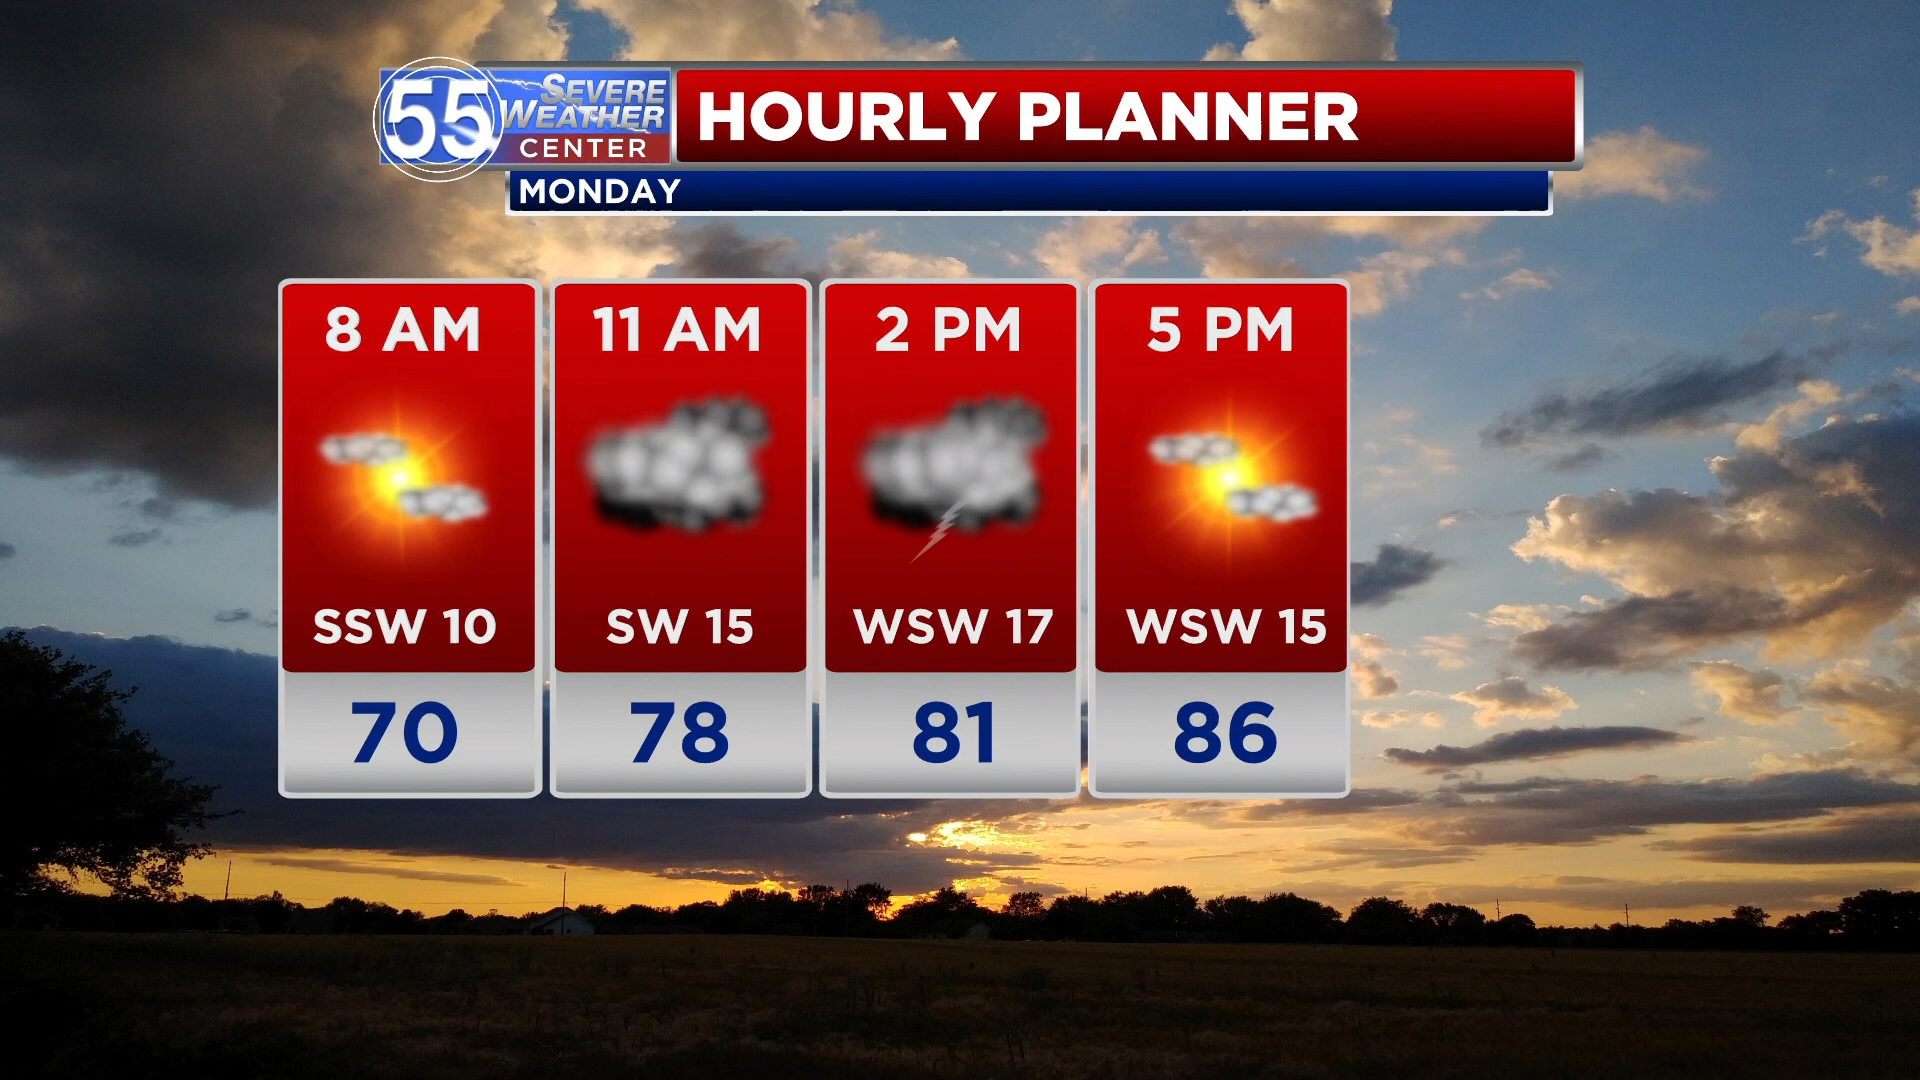 55 SEVERE
WEATHER
CENTER
HOURLY PLANNER
MONDAY
8 AM
SSW 10
70
11 AM
SW 15
78
2 PM
WSW 17
81
5 PM
WSW 15
86